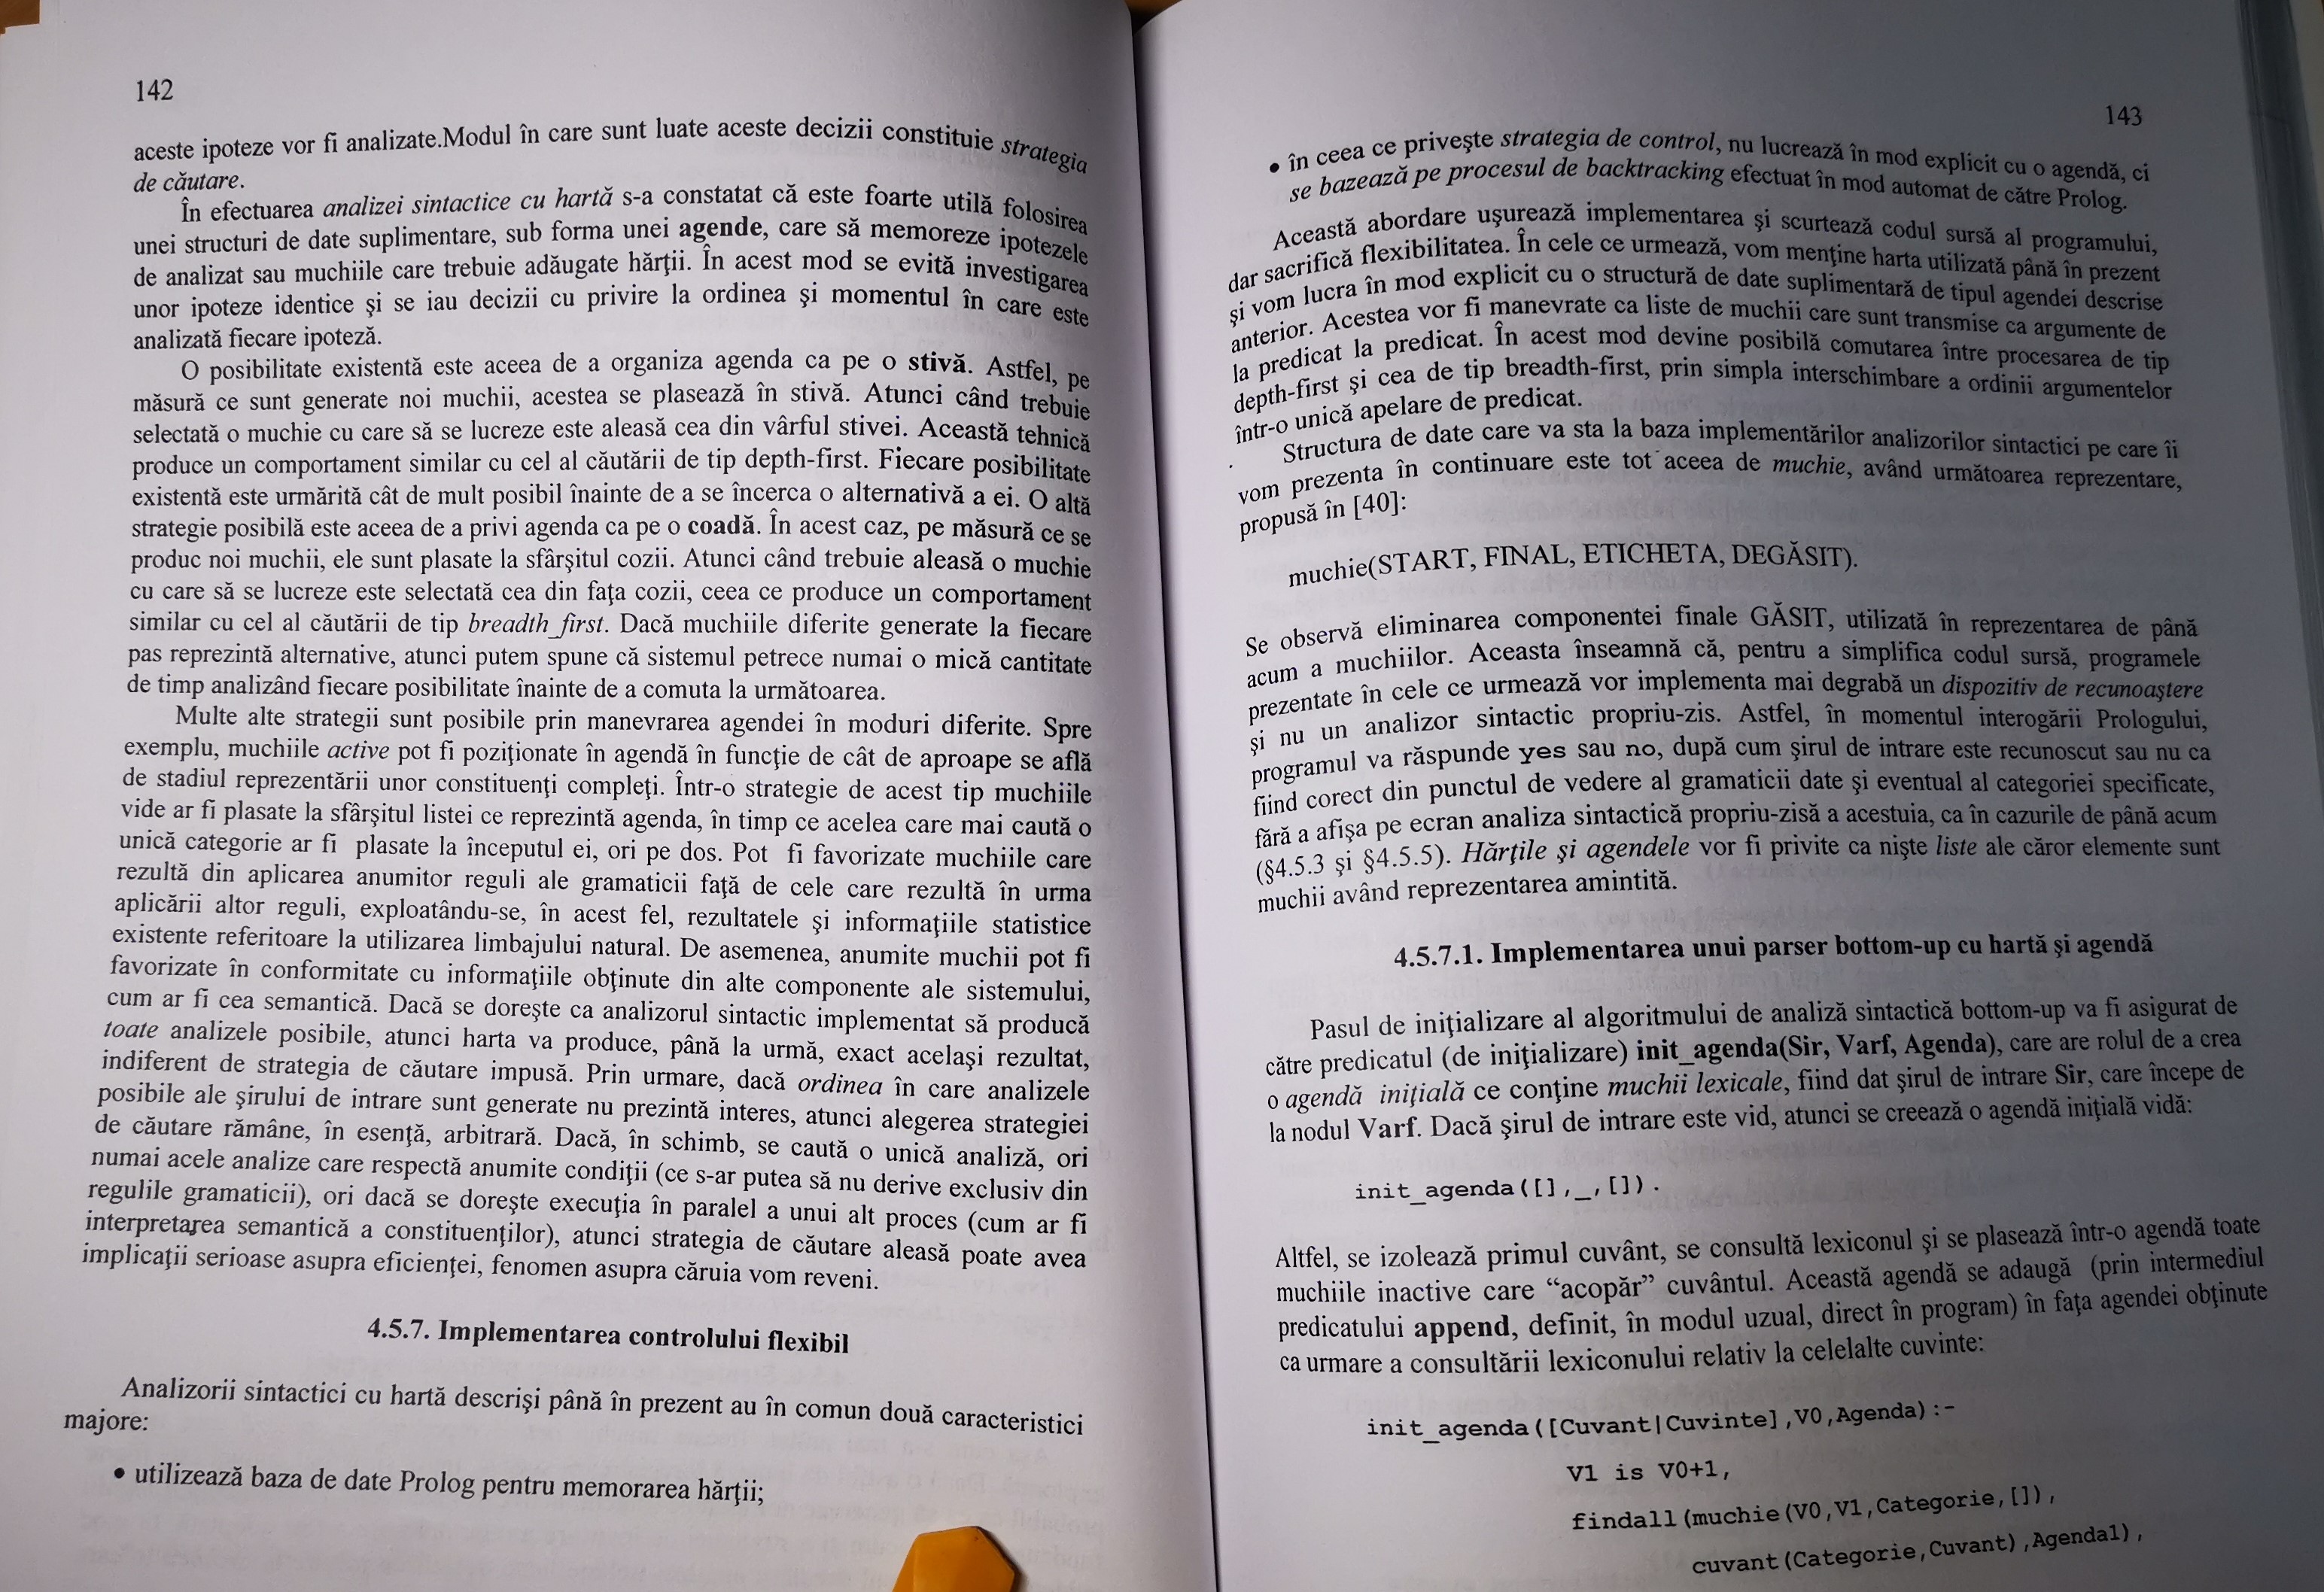 142
aceste ipoteze vor fi analizate.Modul în care sunt luate aceste decizii constituie strategia
de căutare.
În efectuarea analizei sintactice cu hartă s-a constatat că este foarte utilă folosirea
unei structuri de date suplimentare, sub forma unei agende, care să memoreze ipotezele
de analizat sau muchiile care trebuie adăugate hărţii. În acest mod se evită investigarea
unor ipoteze identice şi se iau decizii cu privire la ordinea şi momentul în care este
analizată fiecare ipoteză.
O posibilitate existentă este aceea de a organiza agenda ca pe o stivă. Astfel, pe
măsură ce sunt generate noi muchii, acestea se plasează în stivă. Atunci când trebuie
selectată o muchie cu care să se lucreze este aleasă cea din vârful stivei. Această tehnică
produce un comportament similar cu cel al căutării de tip depth-first. Fiecare posibilitate
existentă este urmărită cât de mult posibil înainte de a se încerca o alternativă a ei. O altă
strategie posibilă este aceea de a privi agenda ca pe o coadă. În acest caz, pe măsură ce se
produc noi muchii, ele sunt plasate la sfârşitul cozii. Atunci când trebuie aleasă o muchie
cu care să se lucreze este selectată cea din faţa cozii, ceea ce produce un comportament
similar cu cel al căutării de tip breadth_first. Dacă muchiile diferite generate la fiecare
pas reprezintă alternative, atunci putem spune că sistemul petrece numai o mică cantitate
de timp analizând fiecare posibilitate înainte de a comuta la următoarea.
Multe alte strategii sunt posibile prin manevrarea agendei în moduri diferite. Spre
exemplu, muchiile active pot fi poziţionate în agendă în funcţie de cât de aproape se află
de stadiul reprezentării unor constituenţi compleţi. Într-o strategie de acest tip muchiile
vide ar fi plasate la sfârşitul listei ce reprezintă agenda, în timp ce acelea care mai caută o
unică categorie ar fi plasate la începutul ei, ori pe dos. Pot fi favorizate muchiile care
rezultă din aplicarea anumitor reguli ale gramaticii faţă de cele care rezultă în urma
aplicării altor reguli, exploatându-se, în acest fel, rezultatele şi informaţiile statistice
existente referitoare la utilizarea limbajului natural. De asemenea, anumite muchii pot fi
favorizate în conformitate cu informaţiile obţinute din alte componente ale sistemului,
cum ar fi cea semantică. Dacă se doreşte ca analizorul sintactic implementat să producă
toate analizele posibile, atunci harta va produce, până la urmă, exact acelaşi rezultat,
indiferent de strategia de căutare impusă. Prin urmare, dacă ordinea în care analizele
posibile ale şirului de intrare sunt generate nu prezintă interes, atunci alegerea strategiei
de căutare rămâne, în esenţă, arbitrară. Dacă, în schimb, se caută o unică analiză, ori
numai acele analize care respectă anumite condiţii (ce s-ar putea să nu derive exclusiv din
regulile gramaticii), ori dacă se doreşte execuţia în paralel a unui alt proces (cum ar fi
interpretarea semantică a constituenţilor), atunci strategia de căutare aleasă poate avea
implicaţii serioase asupra eficienţei, fenomen asupra căruia vom reveni.
4.5.7. Implementarea controlului flexibil
Analizorii sintactici cu hartă descrişi până în prezent au în comun două caracteristici
majore:
• utilizează baza de date Prolog pentru memorarea hărţii;
143
• în ceea ce priveşte strategia de control, nu lucrează în mod explicit cu o agendă, ci
se bazează pe procesul de backtracking efectuat în mod automat de către Prolog.
Această abordare uşurează implementarea şi scurtează codul sursă al programului,
dar sacrifică flexibilitatea. În cele ce urmează, vom menţine harta utilizată până în prezent
şi vom lucra în mod explicit cu o structură de date suplimentară de tipul agendei descrise
anterior. Acestea vor fi manevrate ca liste de muchii care sunt transmise ca argumente de
la predicat la predicat. În acest mod devine posibilă comutarea între procesarea de tip
depth-first şi cea de tip breadth-first, prin simpla interschimbare a ordinii argumentelor
într-o unică apelare de predicat.
Structura de date care va sta la baza implementărilor analizorilor sintactici pe care îi
vom prezenta în continuare este tot aceea de muchie, având următoarea reprezentare,
propusă în [40]:
muchie(START, FINAL, ETICHETA, DEGĂSIT).
Se observă eliminarea componentei finale GĂSIT, utilizată în reprezentarea de până
acum a muchiilor. Aceasta înseamnă că, pentru a simplifica codul sursă, programele
prezentate în cele ce urmează vor implementa mai degrabă un dispozitiv de recunoaştere
şi nu un analizor sintactic propriu-zis. Astfel, în momentul interogării Prologului,
programul va răspunde yes sau no, după cum şirul de intrare este recunoscut sau nu ca
fiind corect din punctul de vedere al gramaticii date şi eventual al categoriei specificate,
fără a afişa pe ecran analiza sintactică propriu-zisă a acestuia, ca în cazurile de până acum
(§4.5.3 şi §4.5.5). Hărţile şi agendele vor fi privite ca nişte liste ale căror elemente sunt
muchii având reprezentarea amintită.
4.5.7.1. Implementarea unui parser bottom-up cu hartă şi agendă
Pasul de iniţializare al algoritmului de analiză sintactică bottom-up va fi asigurat de
către predicatul (de iniţializare) init_agenda(Sir, Varf, Agenda), care are rolul de a crea
o agendă iniţială ce conţine muchii lexicale, fiind dat şirul de intrare Sir, care începe de
la nodul Varf. Dacă şirul de intrare este vid, atunci se creează o agendă iniţială vidă:
init_agenda([],_,[]).
Altfel, se izolează primul cuvânt, se consultă lexiconul şi se plasează într-o agendă toate
muchiile inactive care “acopăr” cuvântul. Această agendă se adaugă (prin intermediul
predicatului append, definit, în modul uzual, direct în program) în faţa agendei obţinute
ca urmare a consultării lexiconului relativ la celelalte cuvinte:
init_agenda([Cuvant|Cuvinte],V0,Agenda):-
V1 is V0+1,
findall(muchie(V0,V1,Categorie,[]),
cuvant(Categorie,Cuvant),Agenda1),